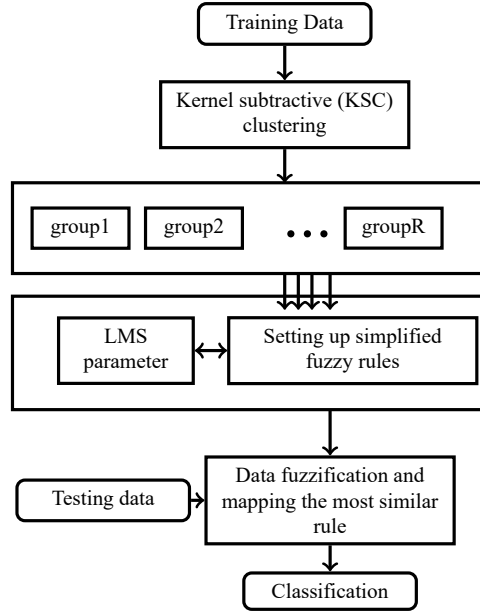 Training Data
Kernel subtractive (KSC)
clustering
group1 group2 ••• groupR
LMS
parameter
Setting up simplified
fuzzy rules
Testing data
Data fuzzification and
mapping the most similar
rule
Classification